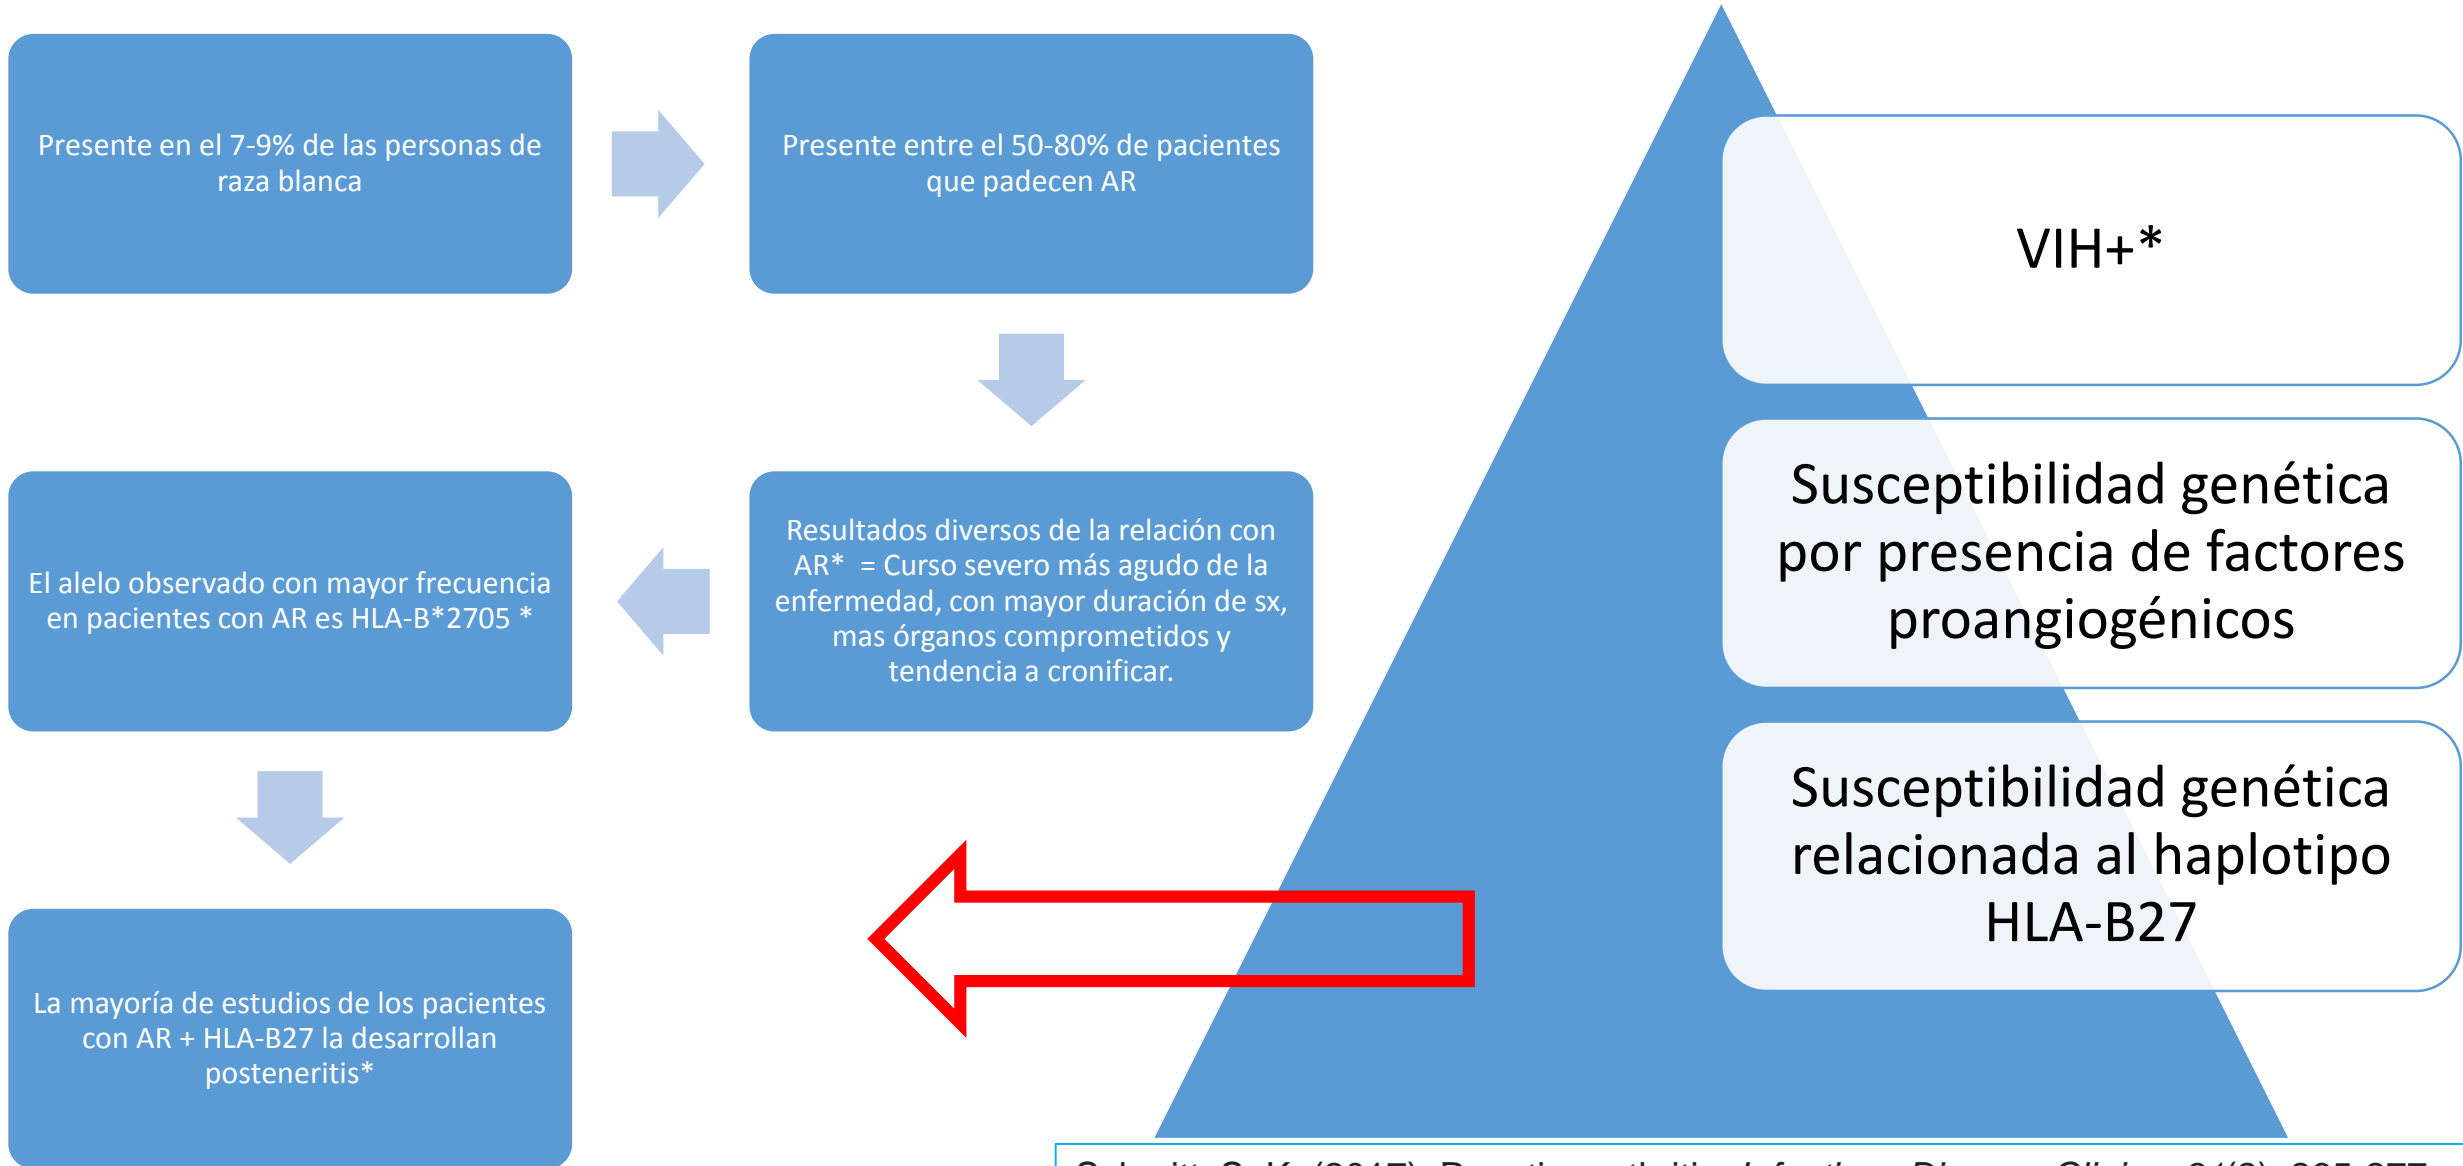 Presente en el 7-9% de las personas de
raza blanca
Presente entre el 50-80% de pacientes
que padecen AR
Resultados diversos de la relación con
AR* = Curso severo más agudo de la
enfermedad, con mayor duración de sx,
mas órganos comprometidos y
tendencia a cronificar.
El alelo observado con mayor frecuencia
en pacientes con AR es HLA-B*2705 *
La mayoría de estudios de los pacientes
con AR + HLA-B27 la desarrollan
posteneritis*
VIH+*
Susceptibilidad genética
por presencia de factores
proangiogénicos
Susceptibilidad genética
relacionada al haplotipo
HLA-B27